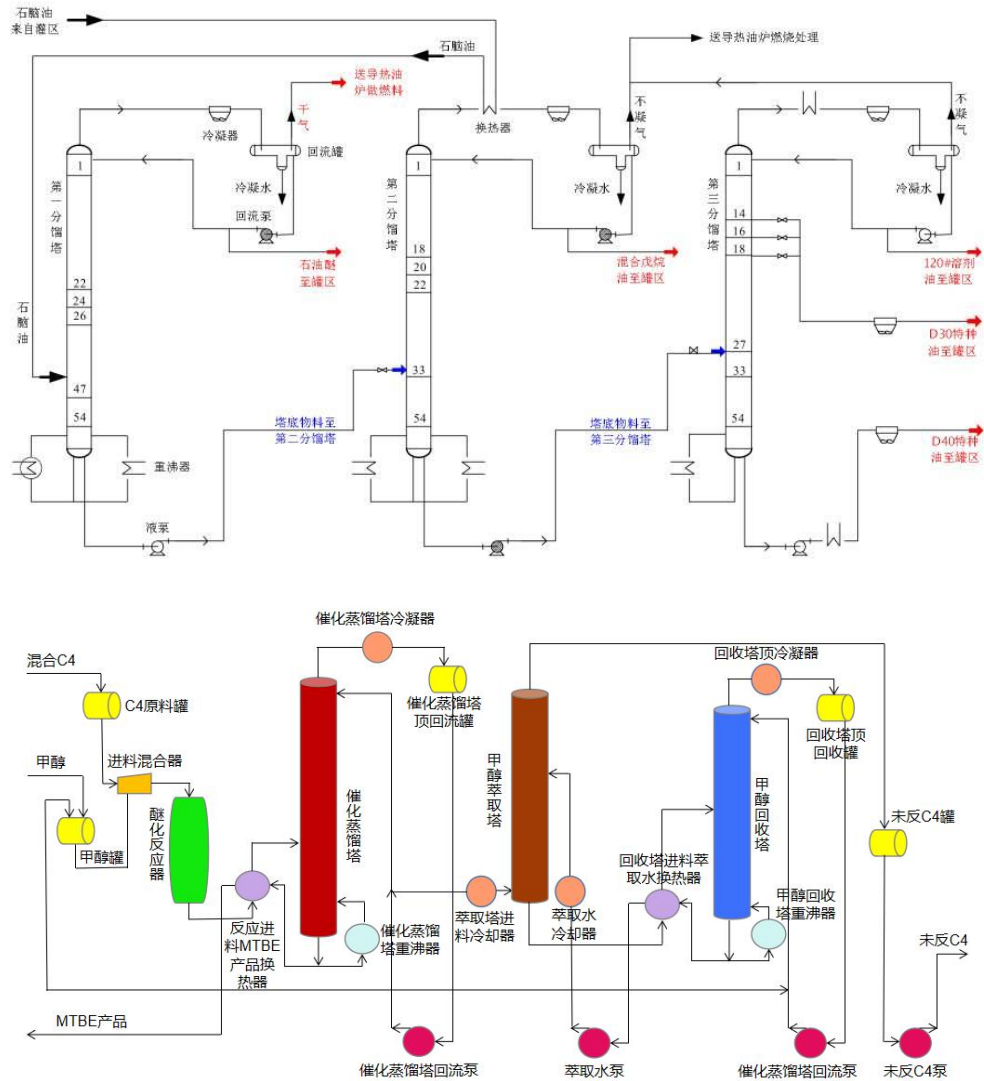 石脑油
来自灌区
石脑油
送导热油
炉做燃料
干气
冷凝器
回流罐
冷凝水
回流泵
石油醚
至罐区
第一分馏塔
1
22
24
26
47
54
石脑油
重沸器
液泵
塔底物料至
第二分馏塔
换热器
送导热油炉燃烧处理
不凝气
冷凝水
混合戊烷
油至罐区
第二分馏塔
1
18
20
22
33
54
塔底物料至
第三分馏塔
不凝气
冷凝水
第三分馏塔
1
14
16
18
27
33
54
120#溶剂
油至罐区
D30特种
油至罐区
D40特种
油至罐区
混合C4
C4原料罐
甲醇
进料混合器
甲醇罐
醚化反应器
催化蒸馏塔冷凝器
催化蒸馏塔
顶回流罐
催化蒸馏塔
反应进
料MTBE
产品换
热器
催化蒸馏
塔重沸器
MTBE产品
催化蒸馏塔回流泵
甲醇萃取塔
萃取塔进
料冷却器
萃取水
冷却器
萃取水泵
回收塔进料萃
取水换热器
回收塔顶冷凝器
回收塔顶
回收罐
甲醇回收塔
甲醇回收
塔重沸器
催化蒸馏塔回流泵
未反C4罐
未反C4
未反C4泵